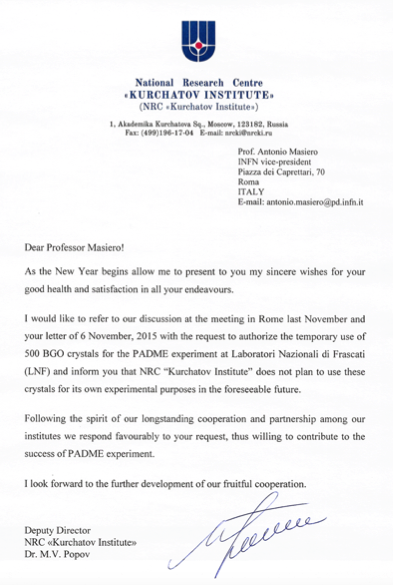 National Research Centre
«KURCHATOV INSTITUTE»
(NRC «Kurchatov Institute»)
1, Akademika Kurchatova Sq., Moscow, 123182, Russia
Fax: (499)196-17-04 E-mail: nrcki@nrcki.ru
Prof. Antonio Masiero
INFN vice-president
Piazza dei Caprettari, 70
Roma
ITALY
E-mail: antonio.masiero@pd.infn.it
Dear Professor Masiero!
As the New Year begins allow me to present to you my sincere wishes for your
good health and satisfaction in all your endeavours.
I would like to refer to our discussion at the meeting in Rome last November and
your letter of 6 November, 2015 with the request to authorize the temporary use of
500 BGO crystals for the PADME experiment at Laboratori Nazionali di Frascati
(LNF) and inform you that NRC “Kurchatov Institute” does not plan to use these
crystals for its own experimental purposes in the foreseeable future.
Following the spirit of our longstanding cooperation and partnership among our
institutes we respond favourably to your request, thus willing to contribute to the
success of PADME experiment.
I look forward to the further development of our fruitful cooperation.
Deputy Director
NRC «Kurchatov Institute»
Dr. M.V. Popov